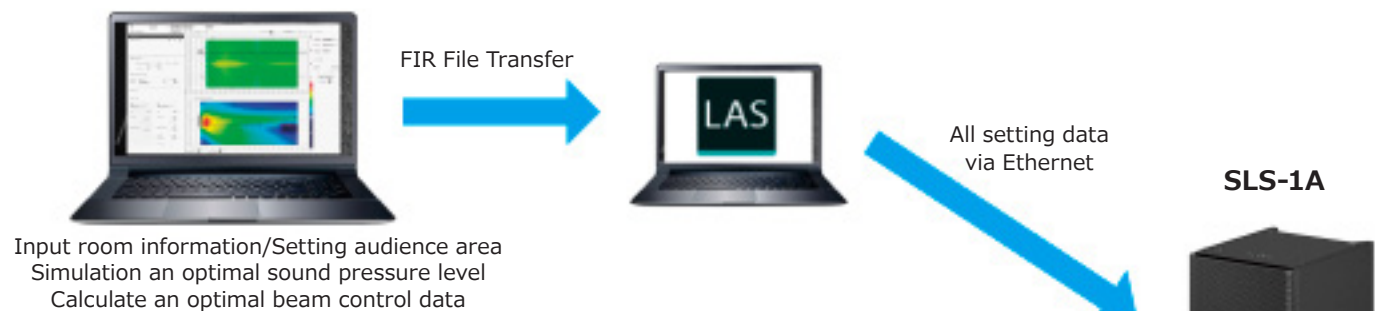 FIR File Transfer
LAS
All setting data
via Ethernet
SLS-1A
Input room information/Setting audience area
Simulation an optimal sound pressure level
Calculate an optimal beam control data